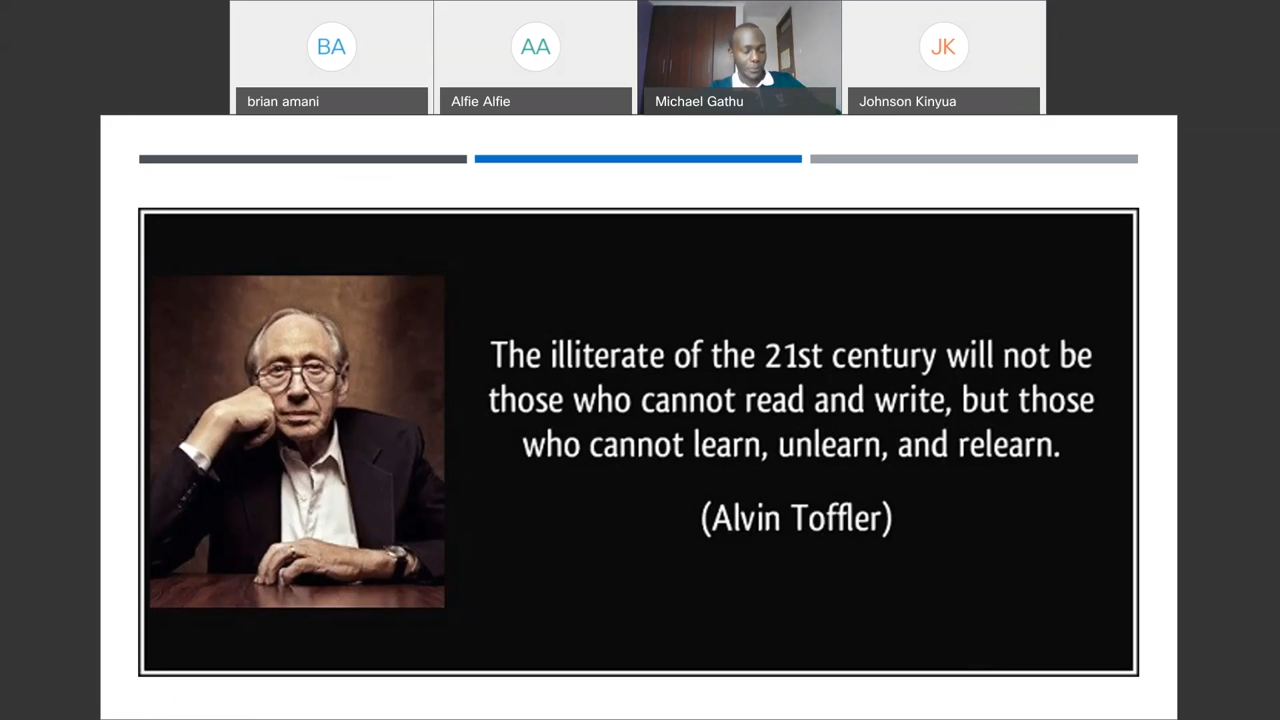 BA
AA
JK
brian amani
Alfie Alfie
Michael Gathu
Johnson Kinyua
The illiterate of the 21st century will not be
those who cannot read and write, but those
who cannot learn, unlearn, and relearn.
(Alvin Toffler)